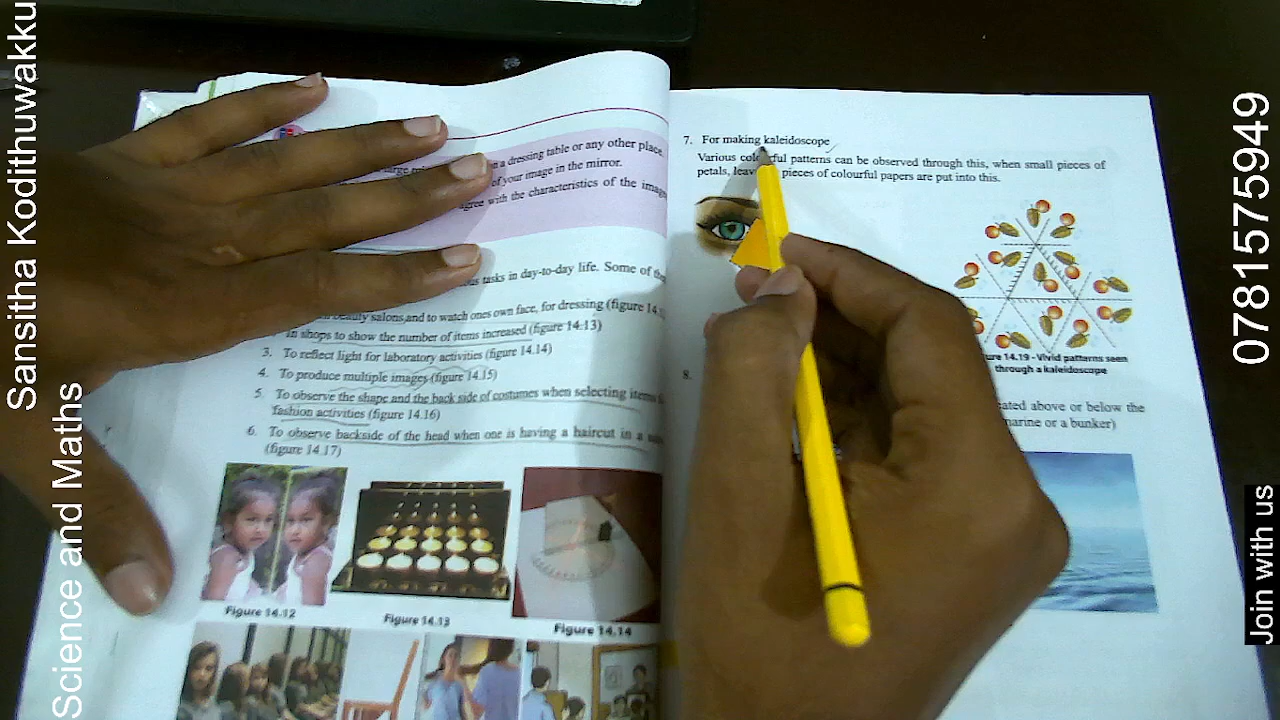 Sansitha Kodithuwakku
Science and Maths
a dressing table or any other place.
of your image in the mirror.
agree with the characteristics of the image
tasks in day-to-day life. Some of
beauty salons and to watch ones own face, for dressing (figure 14.
In shops to show the number of items increased (figure 14.13)
3. To reflect light for laboratory activities (figure 14.14)
4. To produce multiple images (figure 14.15)
5. To observe the shape and the back side of costumes when selecting items
fashion activities (figure 14.16)
6. To observe backside of the head when one is having a haircut in a
(figure 14.17)
Figure 14.12
Figure 14.13
Figure 14.14
7. For making kaleidoscope
Various colourful patterns can be observed through this, when small pieces of
petals, pieces of colourful papers are put into this.
14.19 - Vivid patterns seen
through a kaleidoscope
8.
above or below the
or a bunker)
0781575949
Join with us